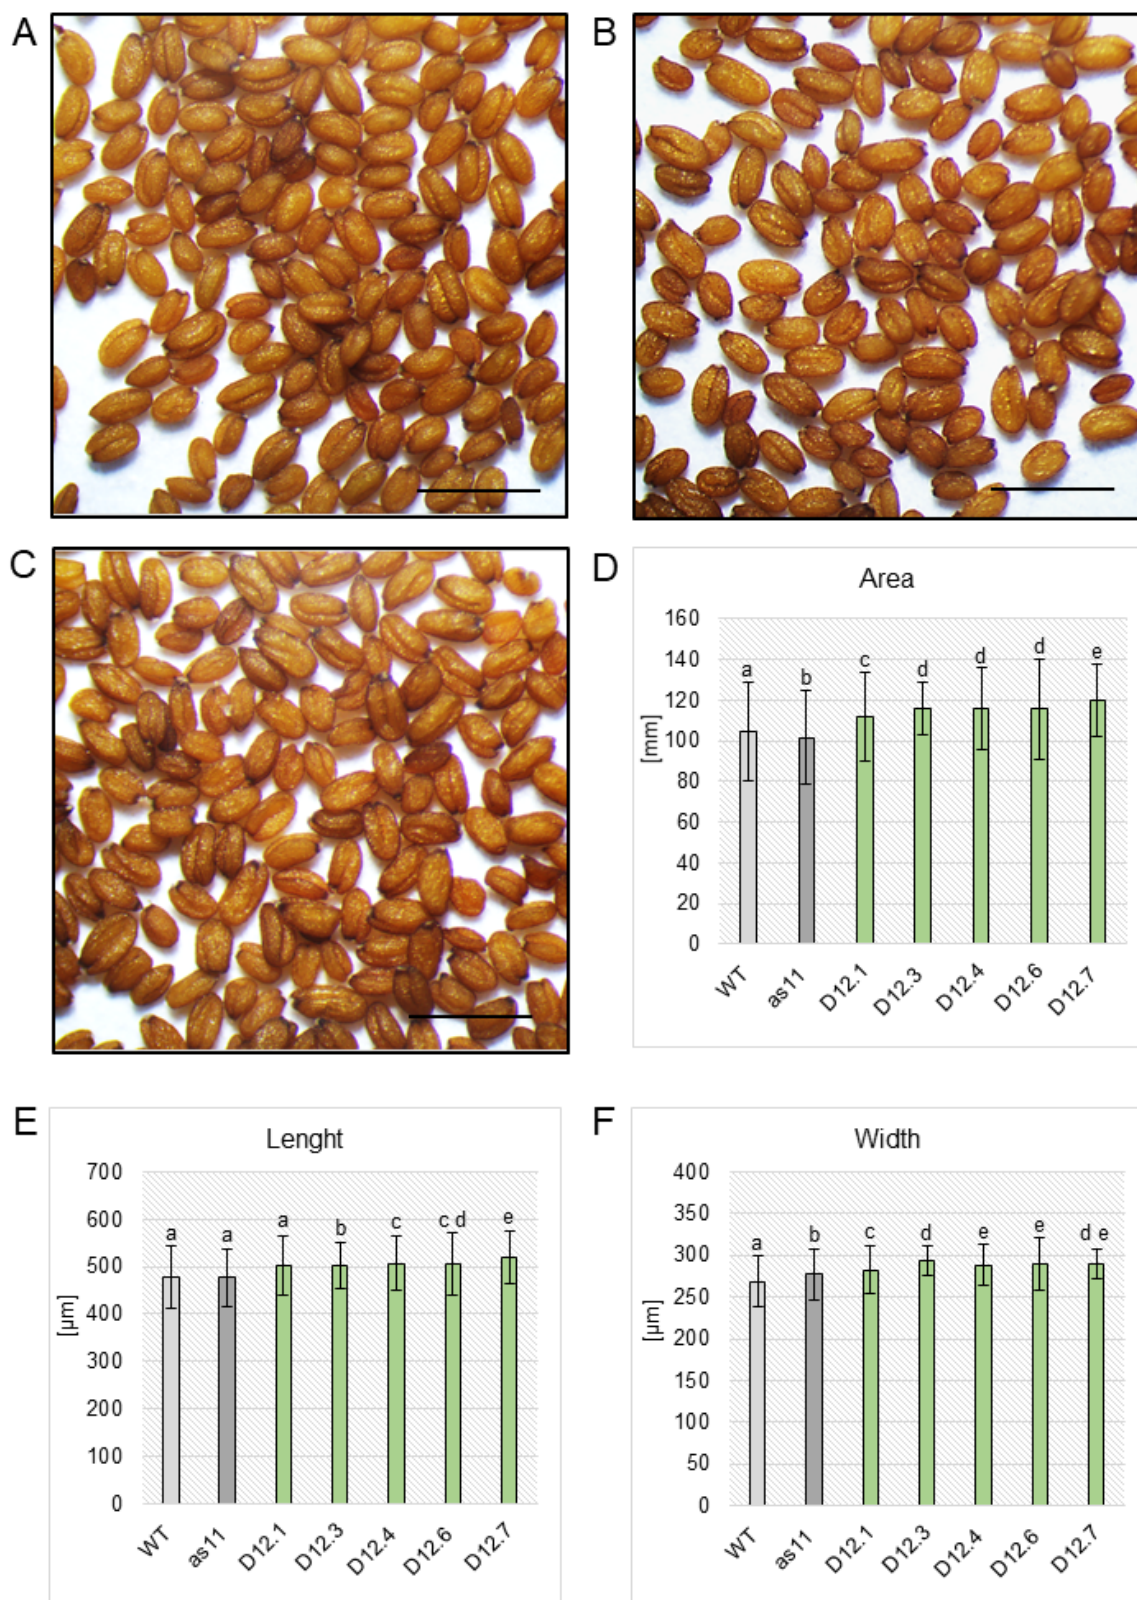 A
B
C
D
Area
160
140
120
100
80
60
40
20
0
[mm]
a
b
c
d
d
d
e
WT
as11
D12.1
D12.3
D12.4
D12.6
D12.7
E
Lenght
700
600
500
400
300
200
100
0
[µm]
a
a
a
b
c
c d
e
WT
as11
D12.1
D12.3
D12.4
D12.6
D12.7
F
Width
400
350
300
250
200
150
100
50
0
[µm]
a
b
c
d
e
e
d e
WT
as11
D12.1
D12.3
D12.4
D12.6
D12.7